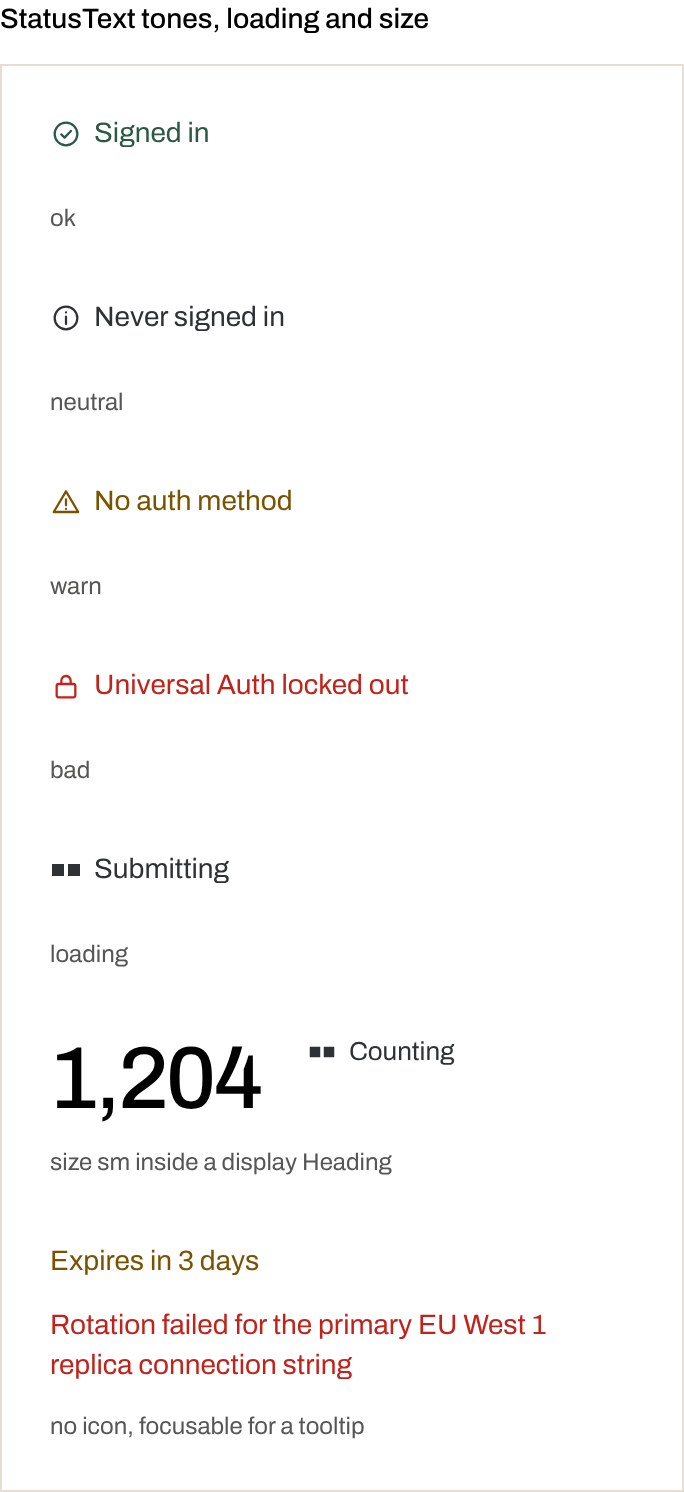 StatusText tones, loading and size
Signed in
ok
Never signed in
neutral
No auth method
warn
Universal Auth locked out
bad
Submitting
loading
1,204 Counting
size sm inside a display Heading
Expires in 3 days
Rotation failed for the primary EU West 1
replica connection string
no icon, focusable for a tooltip